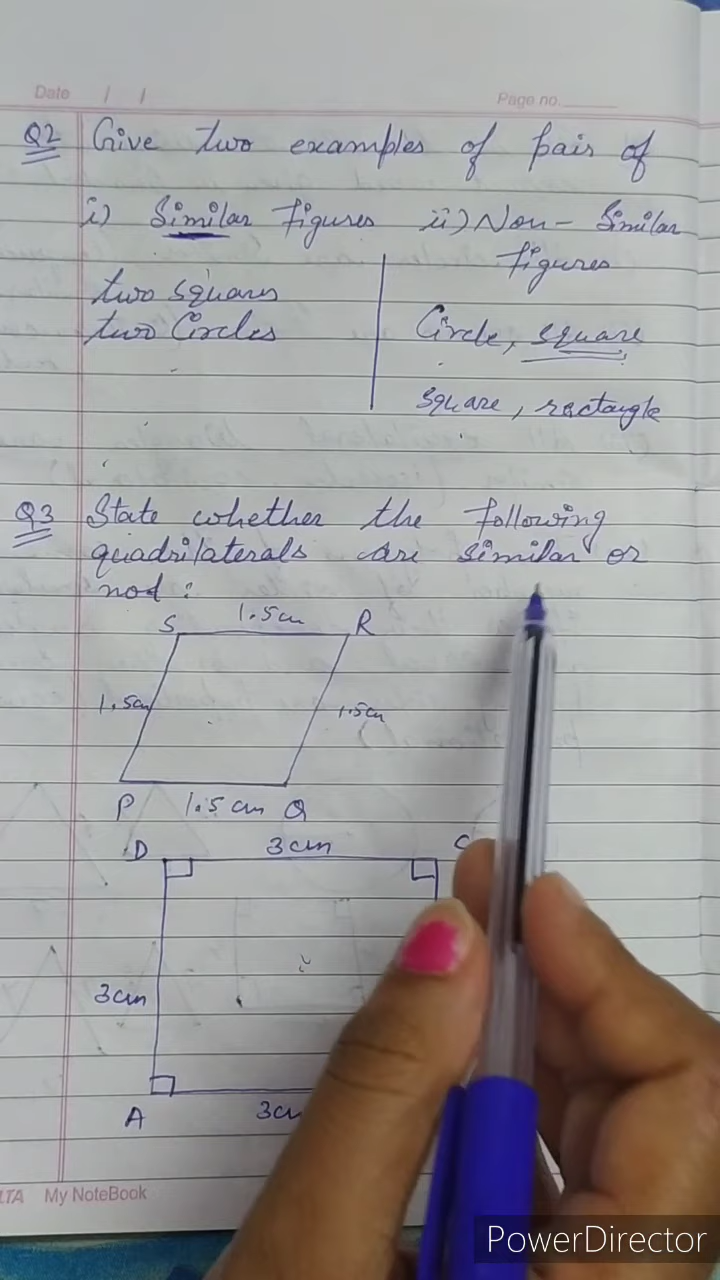 Date / /
Page no.
Q2 Give two examples of pair of
i) Similar figures ii) Non-Similar figures
two squares
two Circles
Circle, square
square, rectangle
Q3 State whether the following
quadrilaterals are similar or
nod:
S 1.5cm R
1.5cm 1.5cm
P 1.5 cm Q
D 3cm C
3cm
A 3cm
My NoteBook
PowerDirector